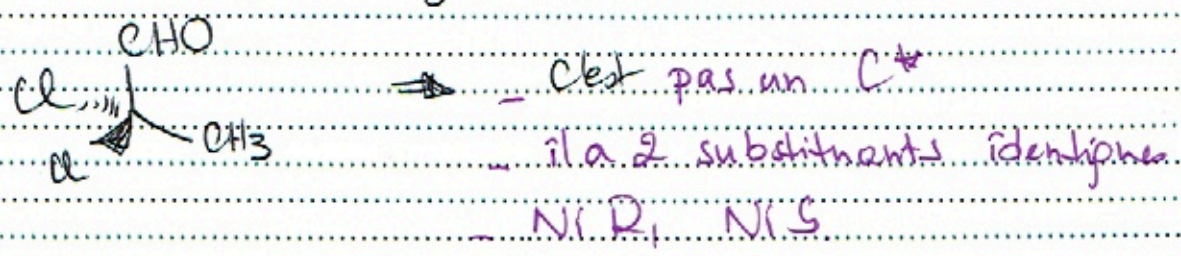 CHO
Cl
Cl
CH3
⇒ - C'est pas un C*
- il a 2 substituants identiques
- Ni R, Ni S